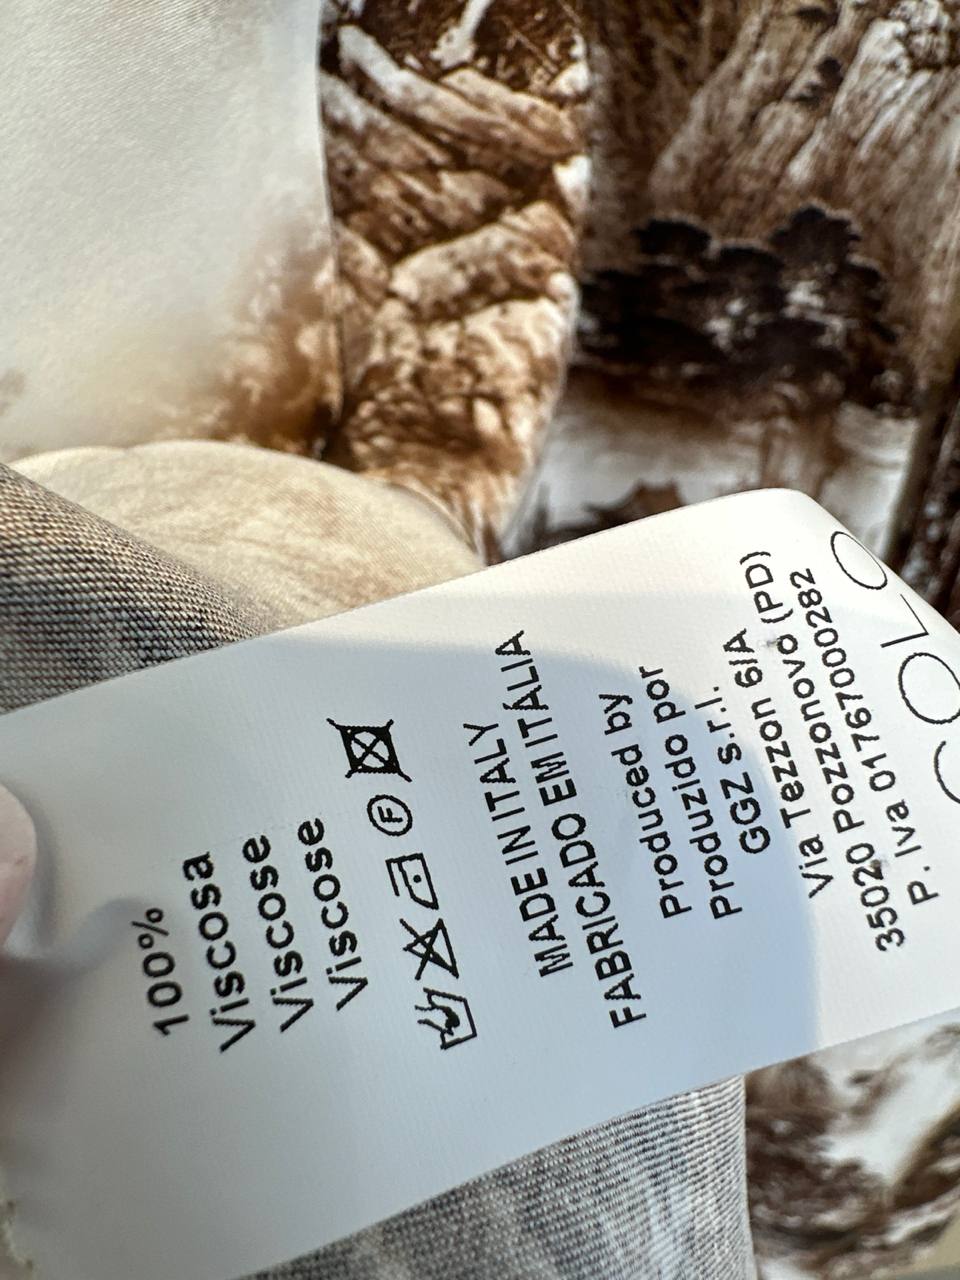 100%
Viscosa
Viscose
Viscose
F
MADE IN ITALY
FABRICADO EM ITÁLIA
Produced by
Produzido por
GGZ s.r.l.
Via Tezzon 6/A
35020 Pozzonovo (PD)
P. Iva 01767000282